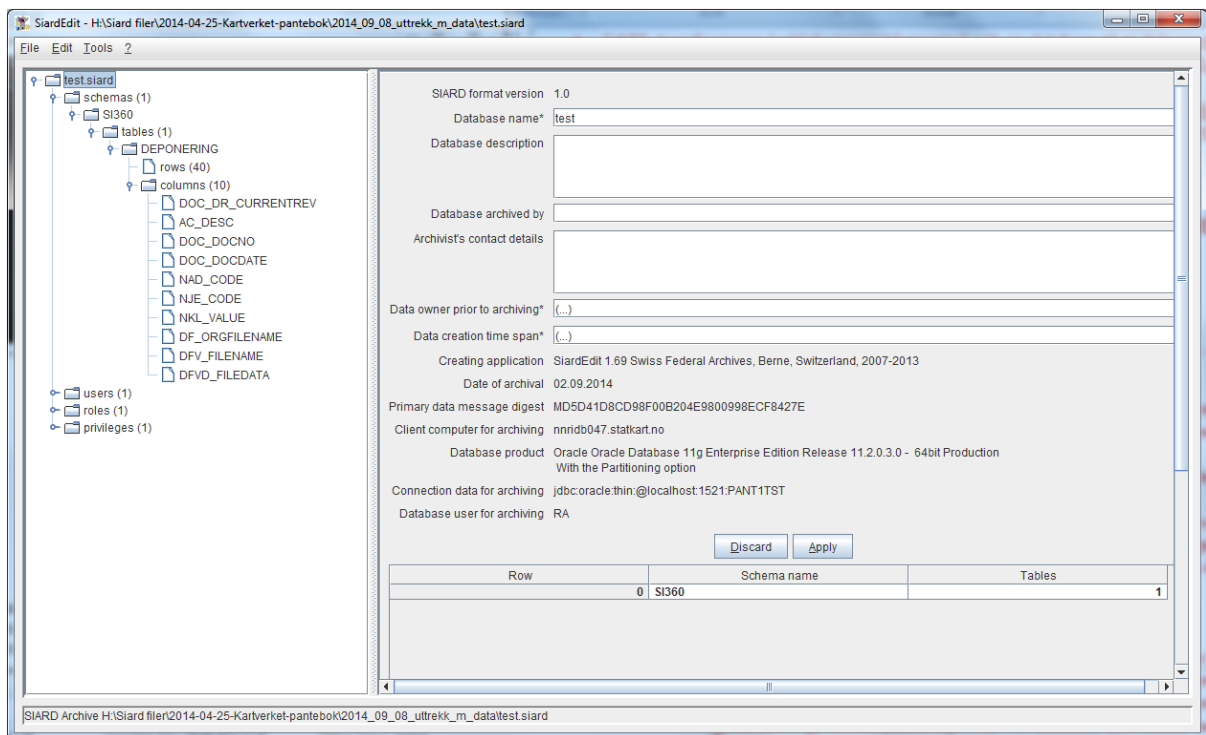 SiardEdit - H:\Siard filer\2014-04-25-Kartverket-pantebok\2014_09_08_uttrekk_m_data\test.siard
File Edit Tools ?
test.siard
schemas (1)
SI360
tables (1)
DEPONERING
rows (40)
columns (10)
DOC_DR_CURRENTREV
AC_DESC
DOC_DOCNO
DOC_DOCDATE
NAD_CODE
NJE_CODE
NKL_VALUE
DF_ORGFILENAME
DFV_FILENAME
DFVD_FILEDATA
users (1)
roles (1)
privileges (1)
SIARD format version 1.0
Database name* test
Database description
Database archived by
Archivist's contact details
Data owner prior to archiving* (...)
Data creation time span* (...)
Creating application SiardEdit 1.69 Swiss Federal Archives, Berne, Switzerland, 2007-2013
Date of archival 02.09.2014
Primary data message digest MD5D41D8CD98F00B204E9800998ECF8427E
Client computer for archiving nnridb047.statkart.no
Database product Oracle Oracle Database 11g Enterprise Edition Release 11.2.0.3.0 - 64bit Production
With the Partitioning option
Connection data for archiving jdbc:oracle:thin:@localhost:1521:PANT1TST
Database user for archiving RA
Discard Apply
Row Schema name Tables
0 SI360 1
SIARD Archive H:\Siard filer\2014-04-25-Kartverket-pantebok\2014_09_08_uttrekk_m_data\test.siard